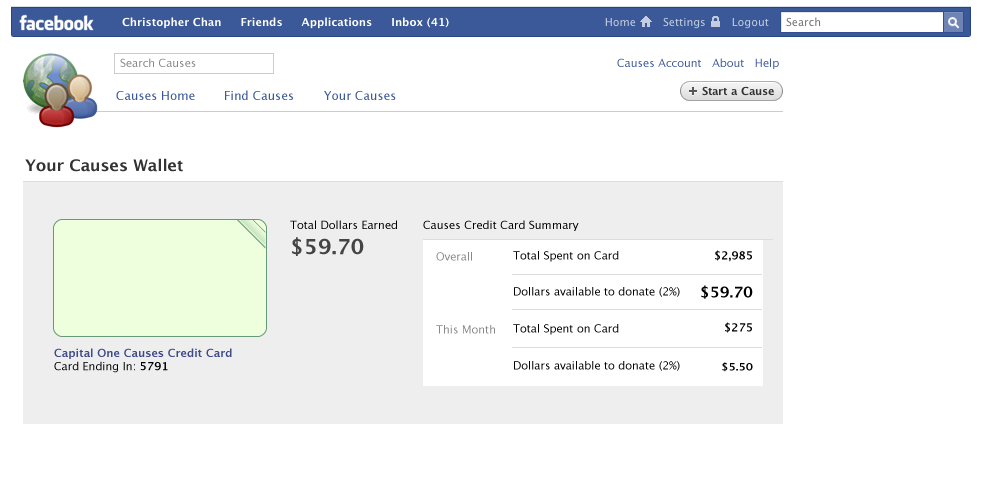 facebook Christopher Chan Friends Applications Inbox (41) Home Settings Logout Search
Search Causes
Causes Account About Help
Causes Home Find Causes Your Causes
+ Start a Cause
Your Causes Wallet
Total Dollars Earned
$59.70
Causes Credit Card Summary
Overall Total Spent on Card $2,985
Dollars available to donate (2%) $59.70
This Month Total Spent on Card $275
Dollars available to donate (2%) $5.50
Capital One Causes Credit Card
Card Ending In: 5791